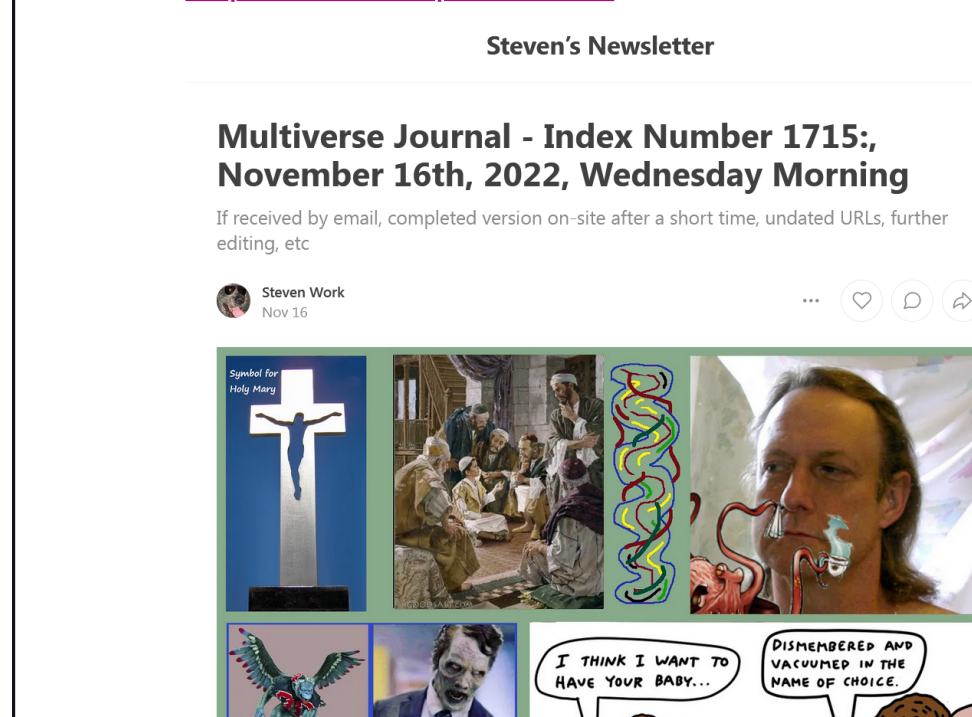 Steven's Newsletter
Multiverse Journal - Index Number 1715:,
November 16th, 2022, Wednesday Morning
If received by email, completed version on-site after a short time, undated URLs, further
editing, etc
Steven Work
Nov 16
Symbol for
Holy Mary
GOODSALT.COM
I THINK I WANT TO
HAVE YOUR BABY...
DISMEMBERED AND
VACUUMED IN THE
NAME OF CHOICE.